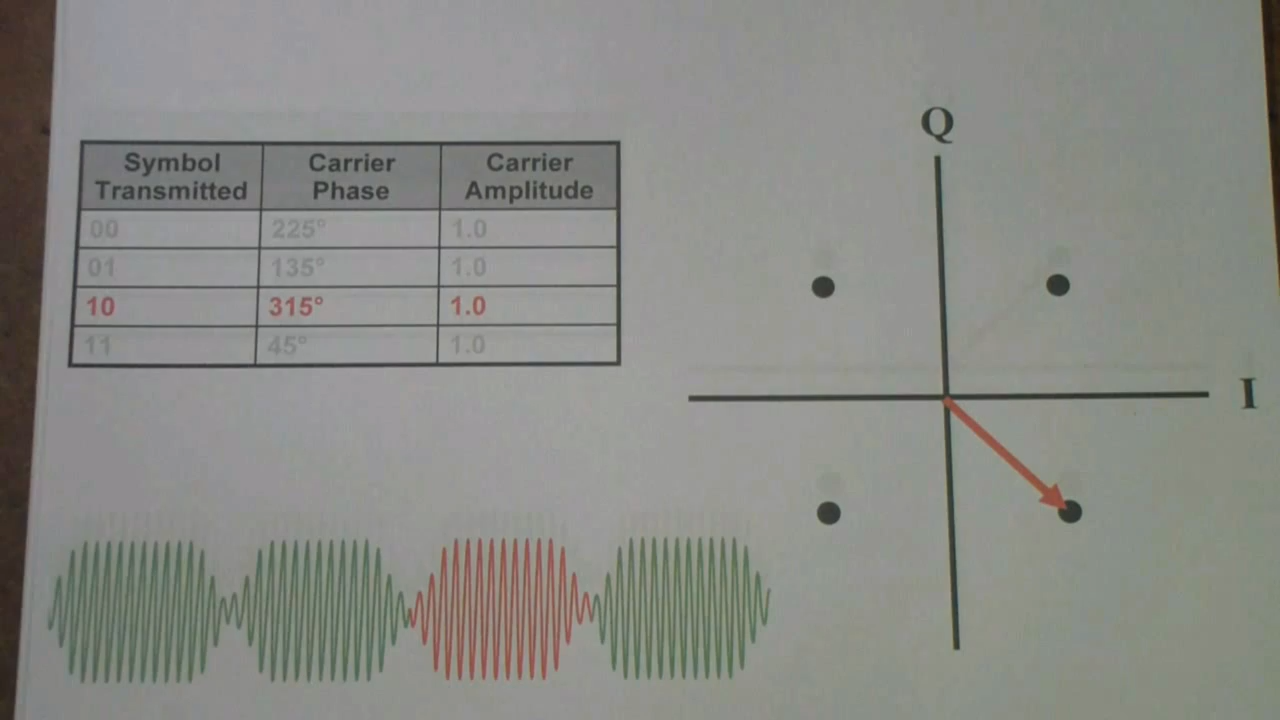 Q
Symbol Transmitted Carrier Phase Carrier Amplitude
00 225° 1.0
01 135° 1.0
10 315° 1.0
11 45° 1.0
I